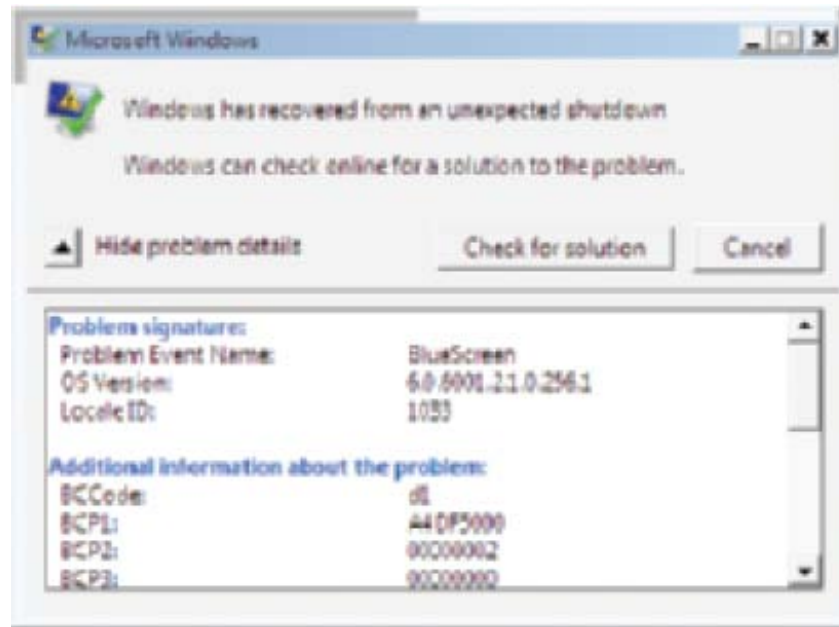 Microsoft Windows
Windows has recovered from an unexpected shutdown
Windows can check online for a solution to the problem.
Hide problem details
Check for solution
Cancel
Problem signature:
Problem Event Name: BlueScreen
OS Version: 6.0.6001.2.1.0.256.1
Locale ID: 1033
Additional information about the problem:
BCCode: d1
BCP1: A4DF5000
BCP2: 00000002
BCP3: 00000000